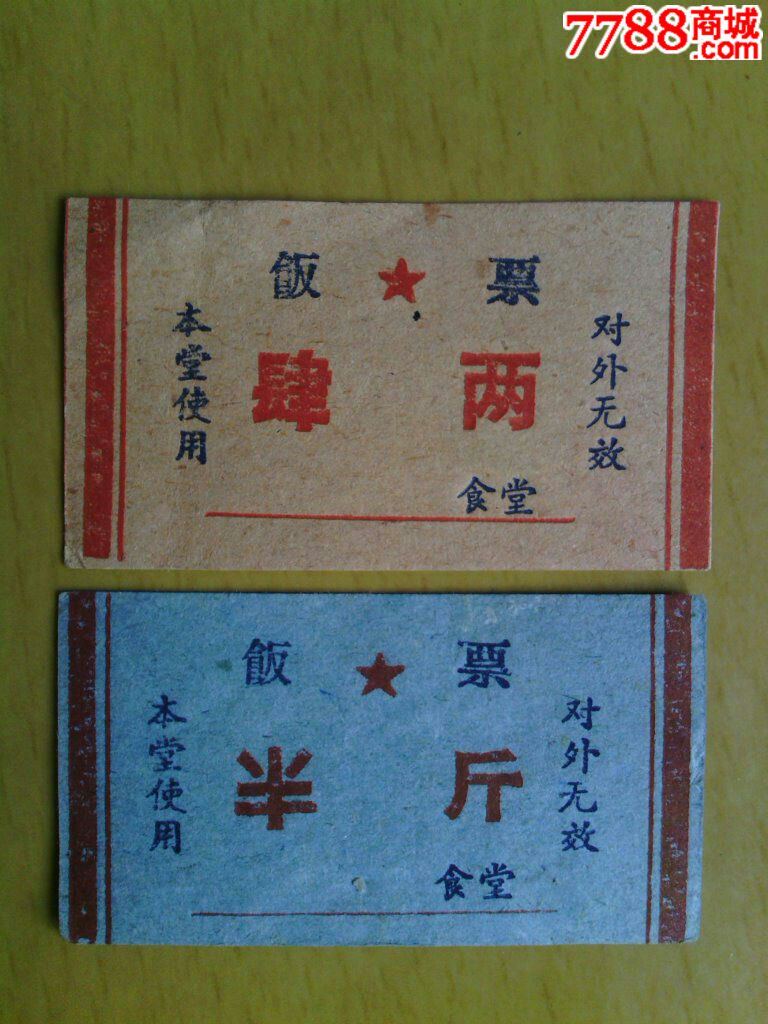 7788商城
.com
飯★票
本堂使用
肆两
对外无效
食堂
飯★票
本堂使用
半斤
对外无效
食堂